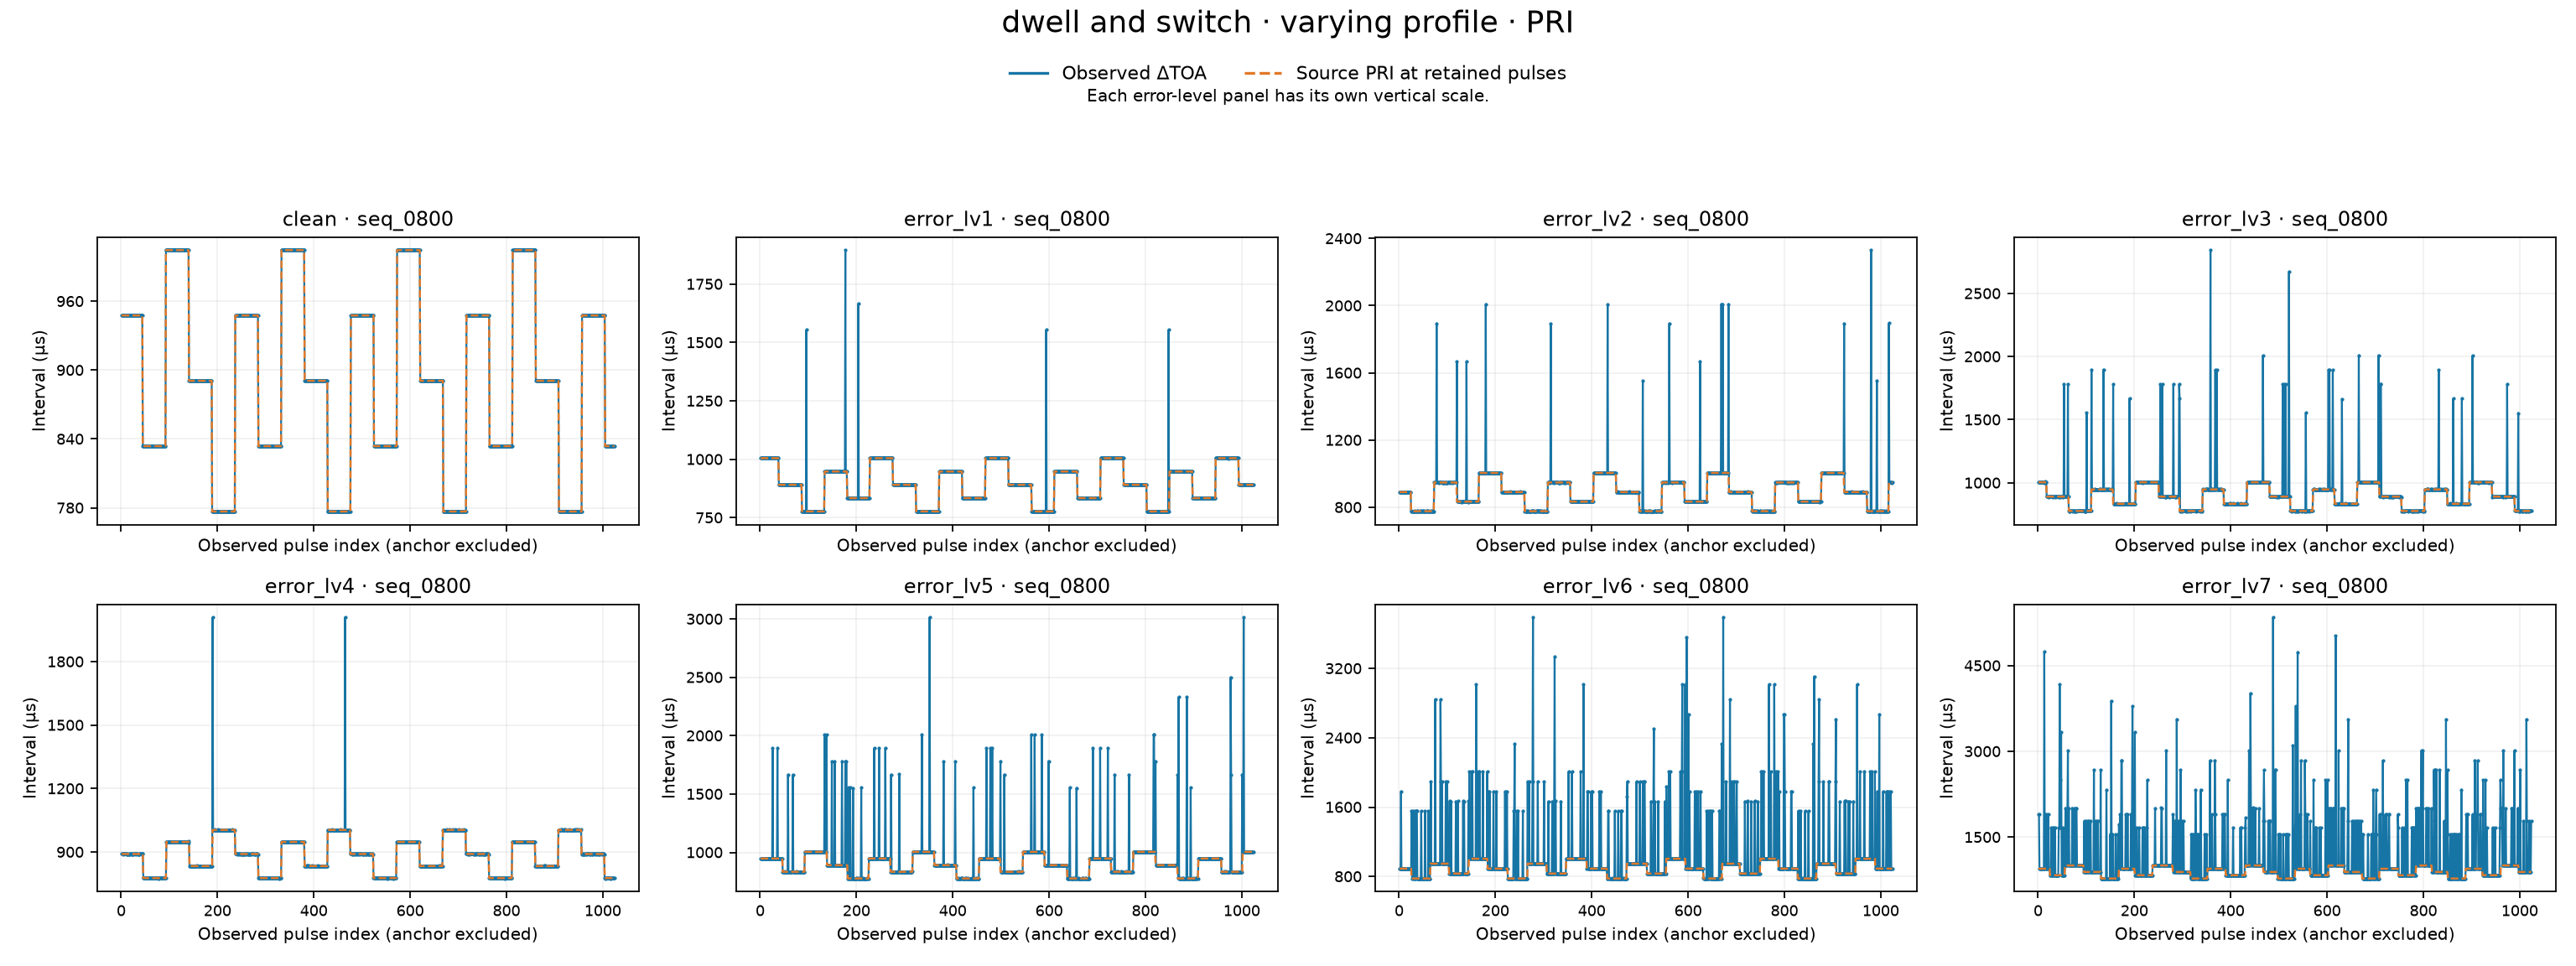 dwell and switch · varying profile · PRI
Observed ΔTOA
Source PRI at retained pulses
Each error-level panel has its own vertical scale.
clean · seq_0800
error_lv1 · seq_0800
error_lv2 · seq_0800
error_lv3 · seq_0800
Interval (µs)
960
900
840
780
Observed pulse index (anchor excluded)
Interval (µs)
1750
1500
1250
1000
750
Observed pulse index (anchor excluded)
Interval (µs)
2400
2000
1600
1200
800
Observed pulse index (anchor excluded)
Interval (µs)
2500
2000
1500
1000
Observed pulse index (anchor excluded)
error_lv4 · seq_0800
error_lv5 · seq_0800
error_lv6 · seq_0800
error_lv7 · seq_0800
Interval (µs)
1800
1500
1200
900
0 200 400 600 800 1000
Observed pulse index (anchor excluded)
Interval (µs)
3000
2500
2000
1500
1000
0 200 400 600 800 1000
Observed pulse index (anchor excluded)
Interval (µs)
3200
2400
1600
800
0 200 400 600 800 1000
Observed pulse index (anchor excluded)
Interval (µs)
4500
3000
1500
0 200 400 600 800 1000
Observed pulse index (anchor excluded)